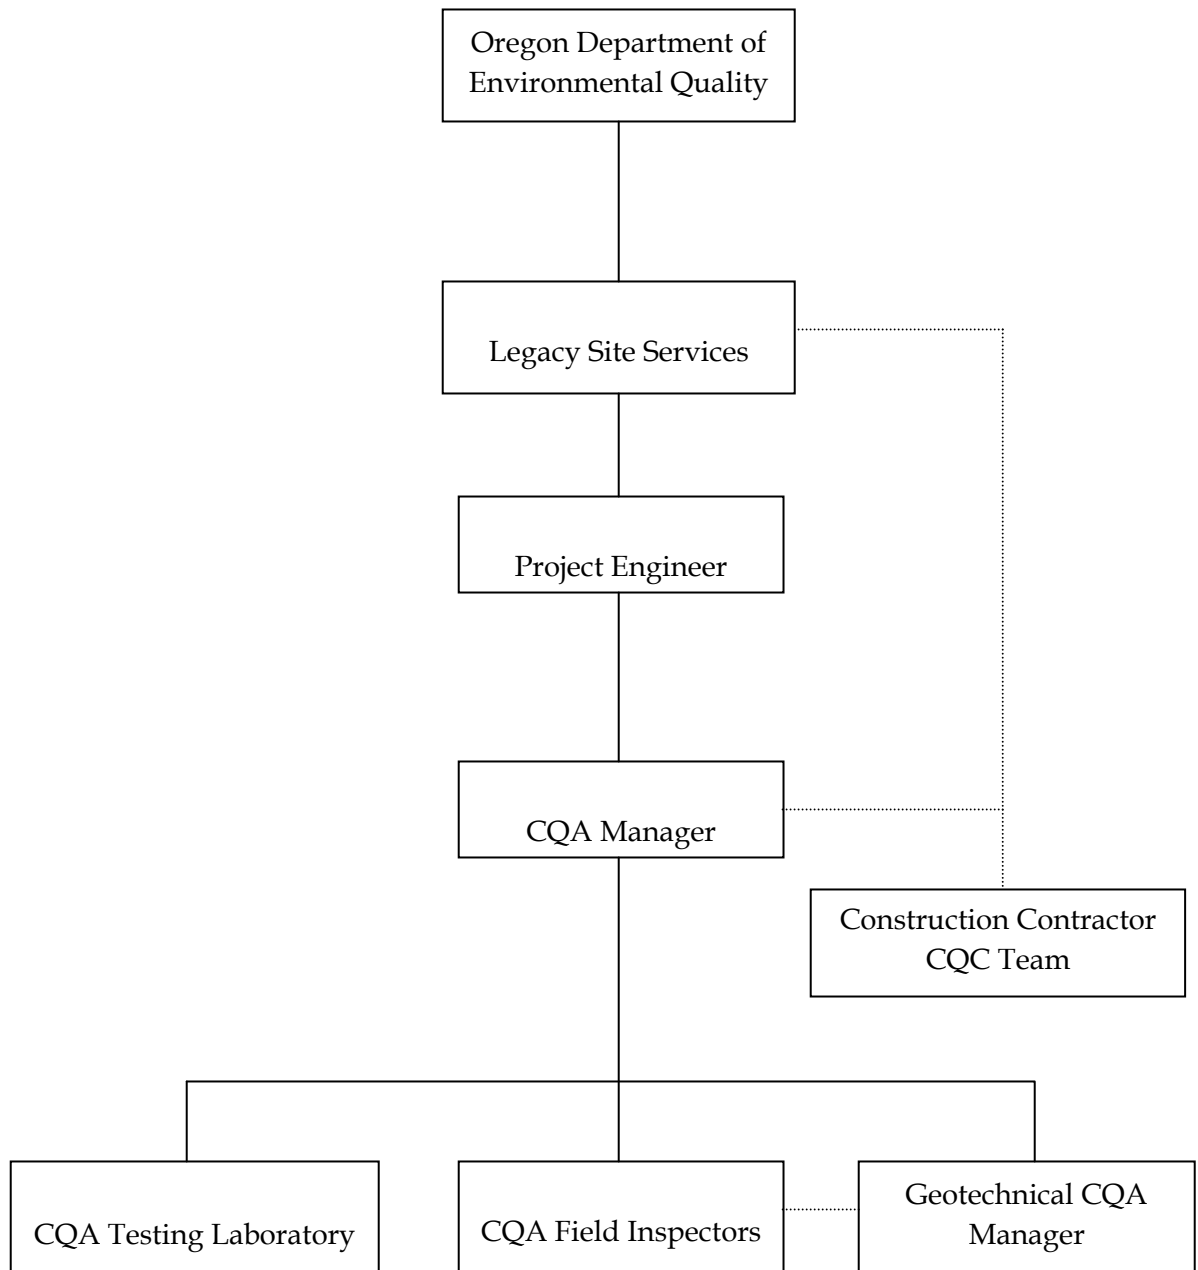 Oregon Department of
Environmental Quality
Legacy Site Services
Project Engineer
CQA Manager
Construction Contractor
CQC Team
CQA Testing Laboratory
CQA Field Inspectors
Geotechnical CQA
Manager